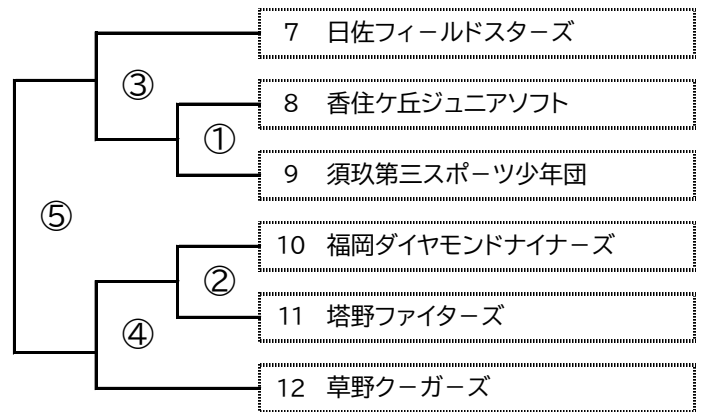 7 日佐フィールドスターズ
③
8 香住ケ丘ジュニアソフト
①
9 須玖第三スポーツ少年団
⑤
10 福岡ダイヤモンドナイナーズ
②
11 塔野ファイターズ
④
12 草野クーガーズ